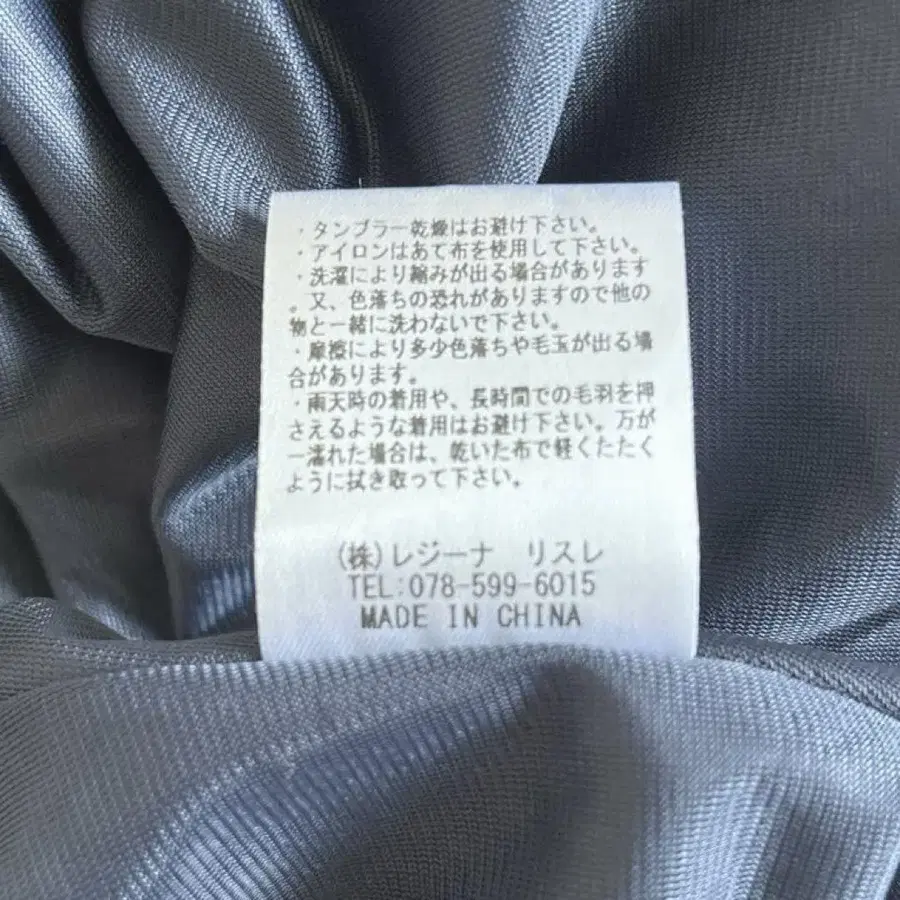 ・タンブラー乾燥はお避け下さい。
・アイロンはあて布を使用して下さい。
・洗濯により縮みが出る場合があります
。又、色落ちの恐れがありますので他の
物と一緒に洗わないで下さい。
・摩擦により多少色落ちや毛玉が出る場
合があります。
・雨天時の着用や、長時間での毛羽を押
さえるような着用はお避け下さい。万が
一濡れた場合は、乾いた布で軽くたたく
ように拭き取って下さい。
(株)レジーナ リスレ
TEL:078-599-6015
MADE IN CHINA